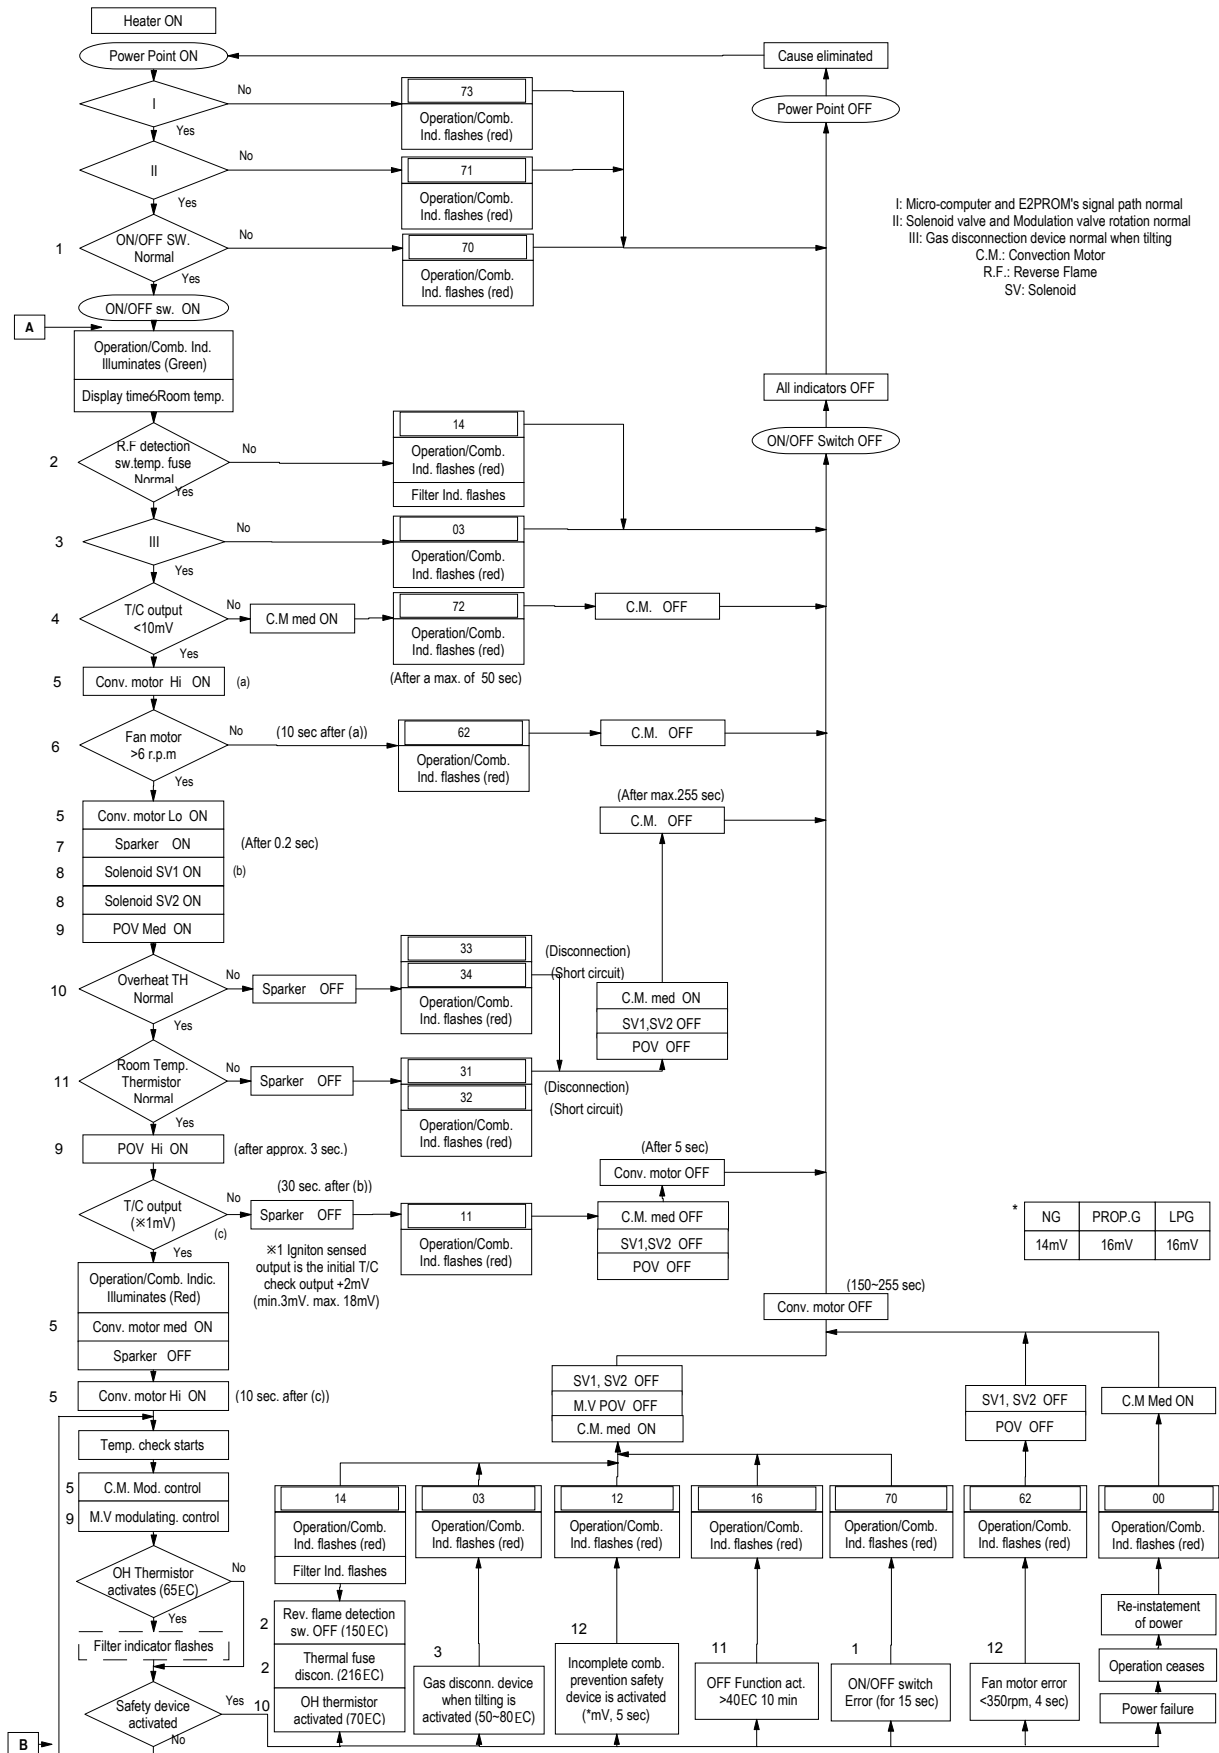 Heater ON
Power Point ON
Cause eliminated
I
No
Yes
73
Operation/Comb.
Ind. flashes (red)
Power Point OFF
II
No
Yes
71
Operation/Comb.
Ind. flashes (red)
I: Micro-computer and E2PROM's signal path normal
II: Solenoid valve and Modulation valve rotation normal
III: Gas disconnection device normal when tilting
C.M.: Convection Motor
R.F.: Reverse Flame
SV: Solenoid
1
ON/OFF SW.
Normal
No
Yes
70
Operation/Comb.
Ind. flashes (red)
ON/OFF sw. ON
A
Operation/Comb. Ind.
Illuminates (Green)
Display time6Room temp.
All indicators OFF
ON/OFF Switch OFF
2
R.F detection
sw.temp. fuse
Normal
No
Yes
14
Operation/Comb.
Ind. flashes (red)
Filter Ind. flashes
3
III
No
Yes
03
Operation/Comb.
Ind. flashes (red)
4
T/C output
<10mV
No
Yes
C.M med ON
72
Operation/Comb.
Ind. flashes (red)
(After a max. of 50 sec)
C.M. OFF
5
Conv. motor Hi ON
(a)
6
Fan motor
>6 r.p.m
No
Yes
(10 sec after (a))
62
Operation/Comb.
Ind. flashes (red)
C.M. OFF
5
Conv. motor Lo ON
7
Sparker ON
(After 0.2 sec)
8
Solenoid SV1 ON
(b)
8
Solenoid SV2 ON
9
POV Med ON
(After max.255 sec)
C.M. OFF
10
Overheat TH
Normal
No
Yes
Sparker OFF
33
(Disconnection)
34
(Short circuit)
Operation/Comb.
Ind. flashes (red)
C.M. med ON
SV1,SV2 OFF
POV OFF
11
Room Temp.
Thermistor
Normal
No
Yes
Sparker OFF
31
(Disconnection)
32
(Short circuit)
Operation/Comb.
Ind. flashes (red)
9
POV Hi ON
(after approx. 3 sec.)
T/C output
(※1mV)
No
(c)
Yes
(30 sec. after (b))
Sparker OFF
※1 Igniton sensed
output is the initial T/C
check output +2mV
(min.3mV. max. 18mV)
11
Operation/Comb.
Ind. flashes (red)
(After 5 sec)
Conv. motor OFF
C.M. med OFF
SV1,SV2 OFF
POV OFF
*
NG PROP.G LPG
14mV 16mV 16mV
Operation/Comb. Indic.
Illuminates (Red)
5
Conv. motor med ON
Sparker OFF
(150~255 sec)
Conv. motor OFF
5
Conv. motor Hi ON
(10 sec. after (c))
SV1, SV2 OFF
M.V POV OFF
C.M. med ON
SV1, SV2 OFF
POV OFF
C.M Med ON
Temp. check starts
5
C.M. Mod. control
9
M.V modulating. control
OH Thermistor
activates (65EC)
No
Yes
Filter indicator flashes
Safety device
activated
Yes
No
B
14
Operation/Comb.
Ind. flashes (red)
Filter Ind. flashes
2
Rev. flame detection
sw. OFF (150EC)
2
Thermal fuse
discon. (216EC)
10
OH thermistor
activated (70EC)
03
Operation/Comb.
Ind. flashes (red)
3
Gas disconn. device
when tilting is
activated (50~80EC)
12
Operation/Comb.
Ind. flashes (red)
12
Incomplete comb.
prevention safety
device is activated
(*mV, 5 sec)
16
Operation/Comb.
Ind. flashes (red)
11
OFF Function act.
>40EC 10 min
70
Operation/Comb.
Ind. flashes (red)
1
ON/OFF switch
Error (for 15 sec)
62
Operation/Comb.
Ind. flashes (red)
12
Fan motor error
<350rpm, 4 sec)
00
Operation/Comb.
Ind. flashes (red)
Re-instatement
of power
Operation ceases
Power failure